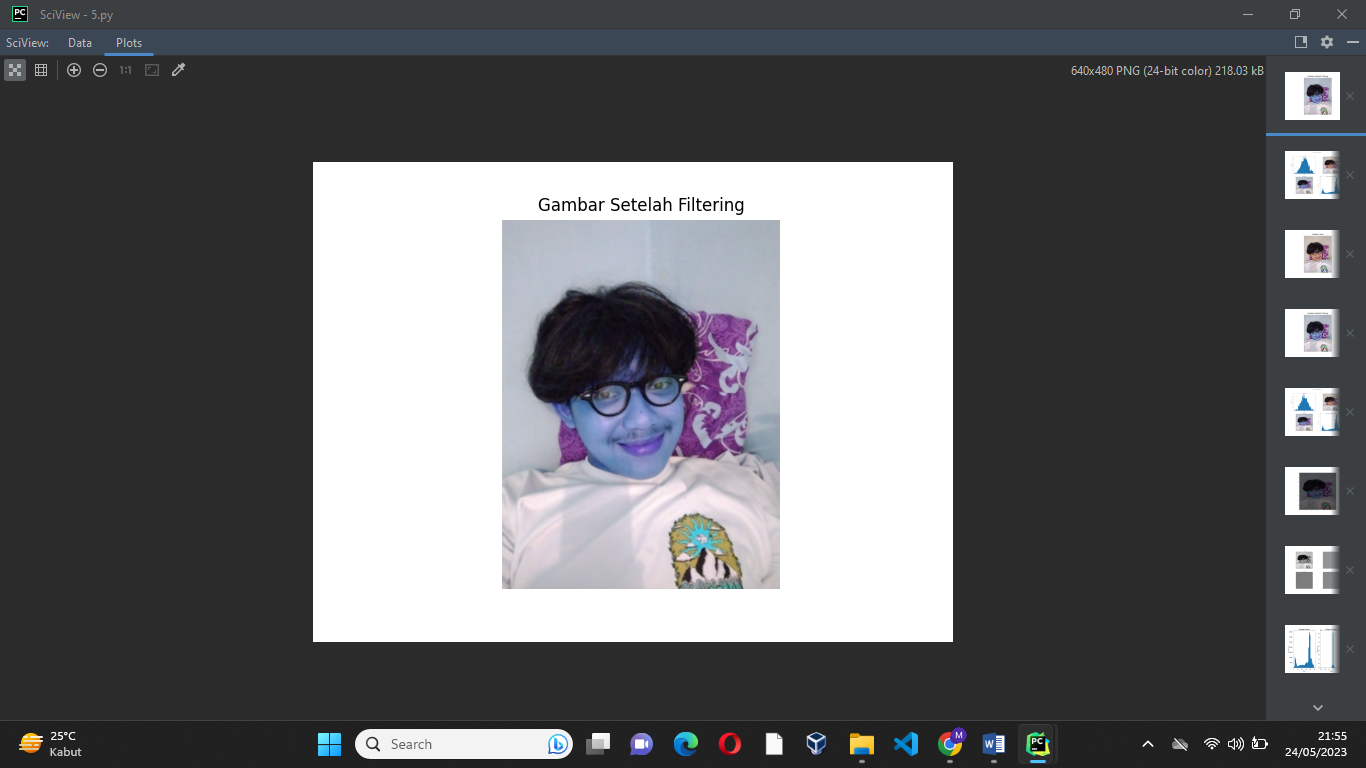 SciView - 5.py
SciView:
Data
Plots
1:1
640x480 PNG (24-bit color) 218.03 kB
Gambar Setelah Filtering
25°C
Kabut
Search
M
W
PC
21:55
24/05/2023